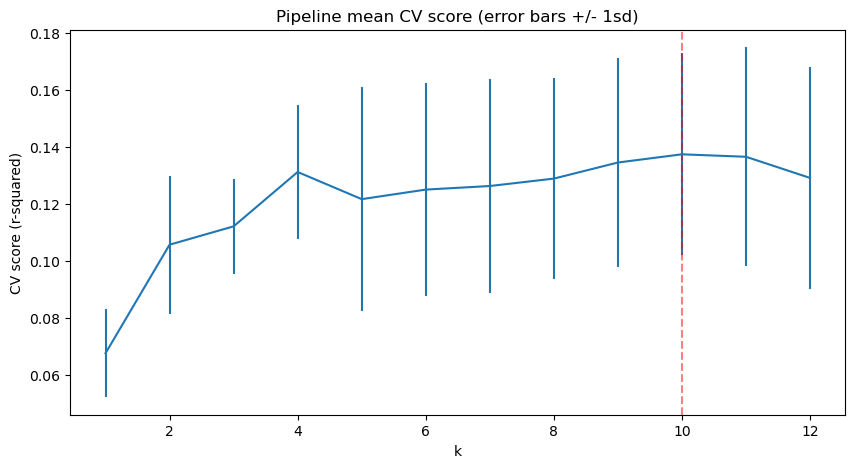 Pipeline mean CV score (error bars +/- 1sd)
0.18
0.16
0.14
0.12
0.10
0.08
0.06
CV score (r-squared)
2 4 6 8 10 12
k